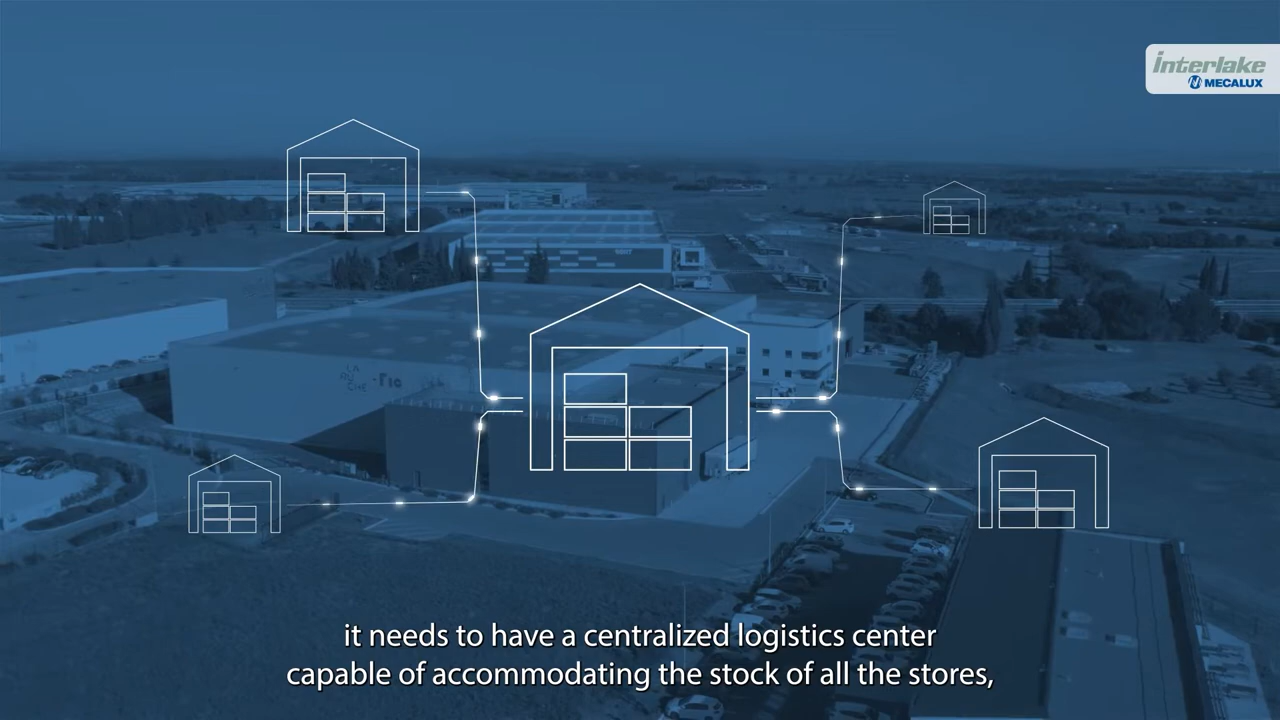 interlake
MECALUX
it needs to have a centralized logistics center
capable of accommodating the stock of all the stores,